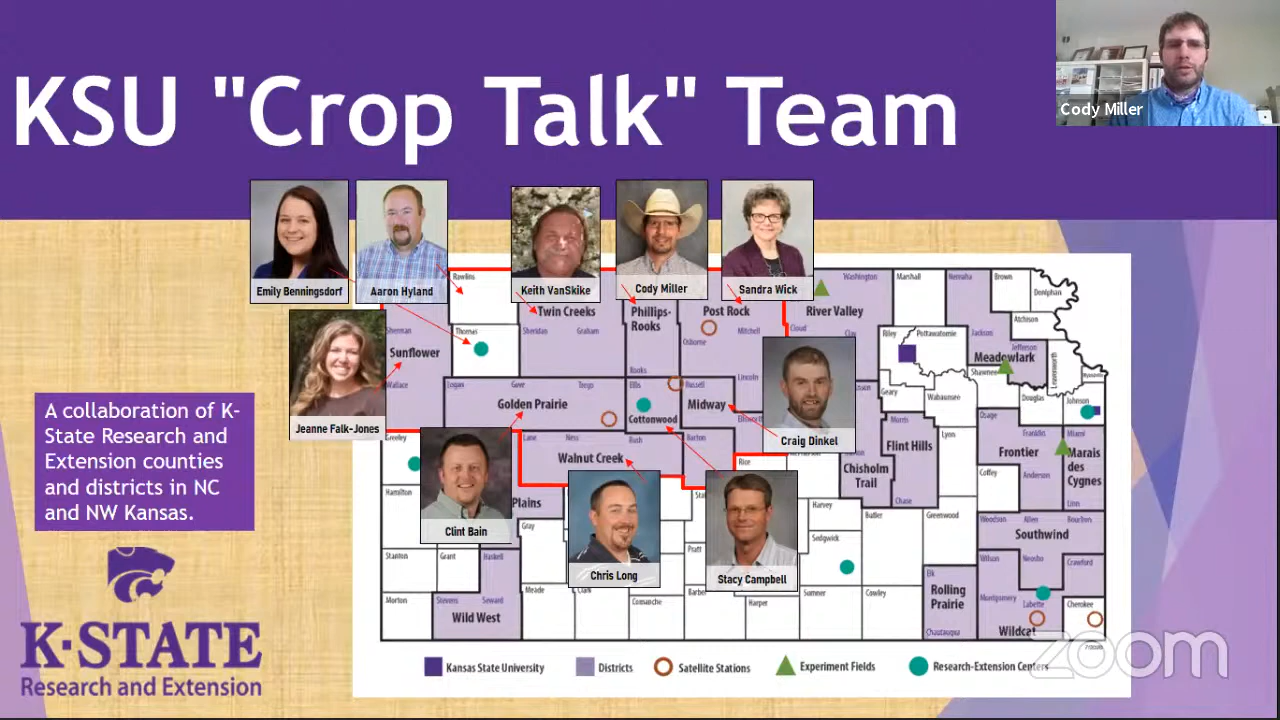 KSU "Crop Talk" Team
Cody Miller
Emily Benningsdorf
Aaron Hyland
Keith VanSkike
Cody Miller
Sandra Wick
Jeanne Falk-Jones
Clint Bain
Chris Long
Stacy Campbell
Craig Dinkel
A collaboration of K-
State Research and
Extension counties
and districts in NC
and NW Kansas.
K-STATE
Research and Extension
Rawlins
Washington
Marshall
Nemaha
Brown
Doniphan
Twin Creeks
Phillips-
Rooks
Post Rock
River Valley
Atchison
Sherman
Thomas
Sheridan
Graham
Mitchell
Cloud
Clay
Riley
Pottawatomie
Jackson
Jefferson
Osborne
Sunflower
Meadowlark
Leavenworth
Shawnee
Wallace
Logan
Gove
Trego
Rooks
Ellis
Russell
Lincoln
Geary
Wabaunsee
Douglas
Johnson
Golden Prairie
Cottonwood
Midway
Ellsworth
Morris
Osage
Franklin
Miami
Greeley
Lane
Ness
Rush
Barton
Flint Hills
Lyon
Frontier
Marais
des
Cygnes
Walnut Creek
Rice
Chisholm
Trail
Coffey
Anderson
Linn
Hamilton
Plains
Chase
Harvey
Butler
Greenwood
Woodson
Allen
Bourbon
Gray
Southwind
Stanton
Grant
Haskell
Pratt
Sedgwick
Wilson
Neosho
Crawford
Elk
Rolling
Prairie
Montgomery
Labette
Cherokee
Morton
Stevens
Seward
Meade
Clark
Comanche
Barber
Harper
Sumner
Cowley
Wild West
Chautauqua
Wildcat
Kansas State University
Districts
Satellite Stations
Experiment Fields
Research-Extension Centers
zoom